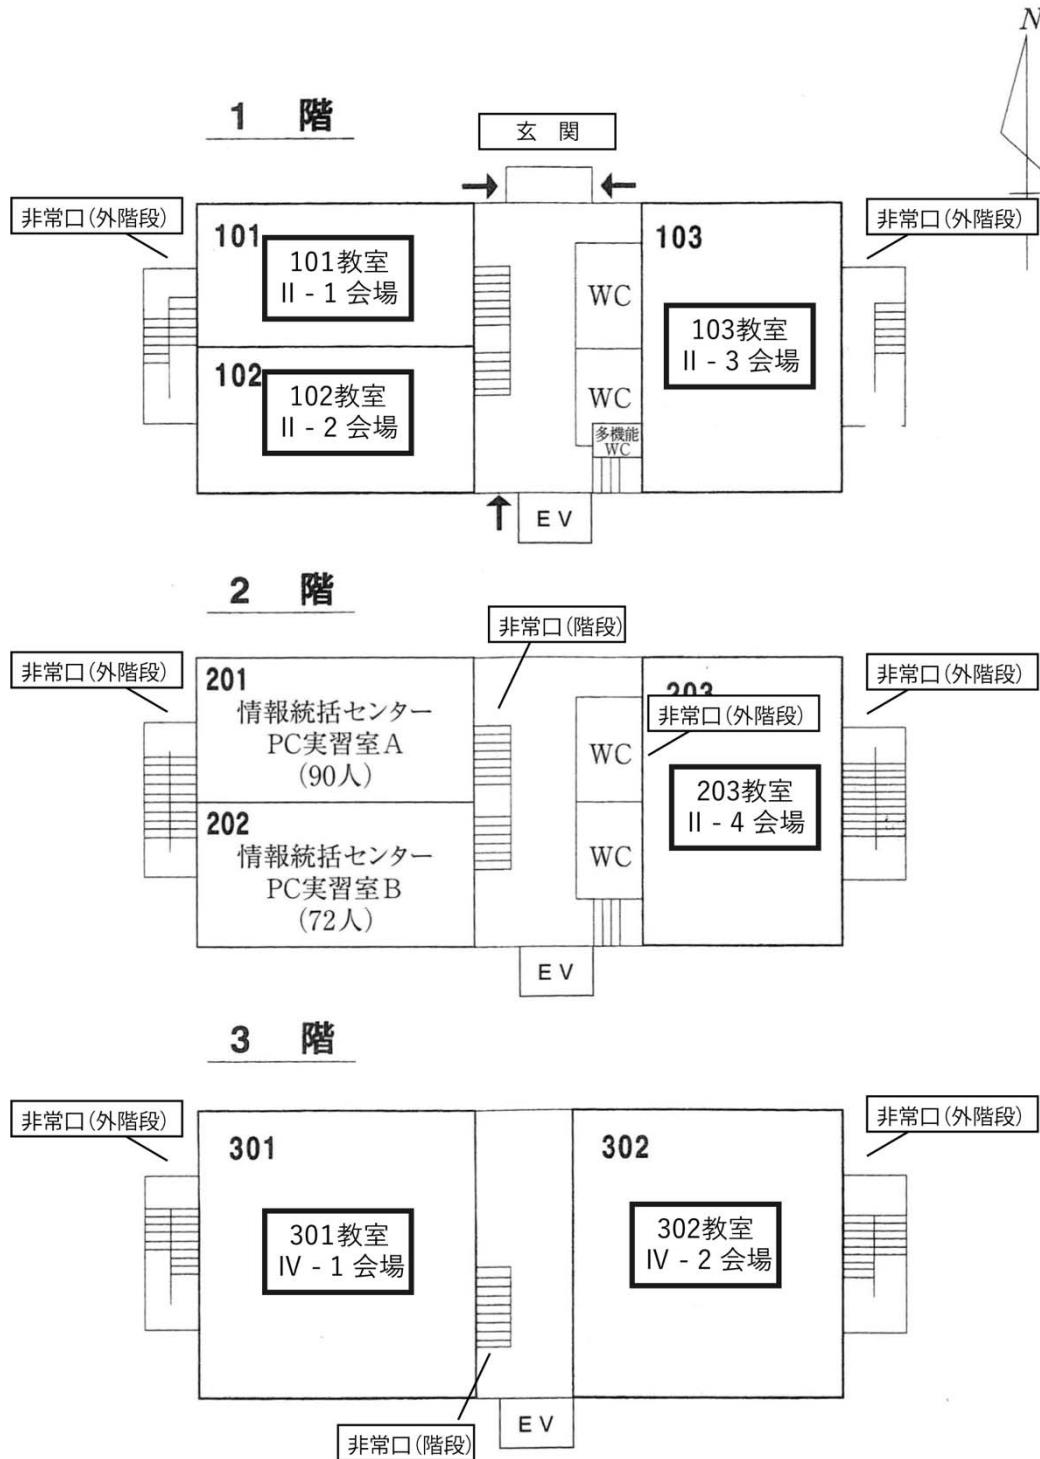 N
1 階
玄 関
非常口(外階段)
非常口(外階段)
101
101教室
II - 1 会場
103
WC
103教室
II - 3 会場
102
102教室
II - 2 会場
WC
多機能
WC
EV
2 階
非常口(階段)
非常口(外階段)
非常口(外階段)
201
情報統括センター
PC実習室A
(90人)
203
非常口(外階段)
WC
203教室
II - 4 会場
202
情報統括センター
PC実習室B
(72人)
WC
EV
3 階
非常口(外階段)
非常口(外階段)
301
302
301教室
IV - 1 会場
302教室
IV - 2 会場
EV
非常口(階段)